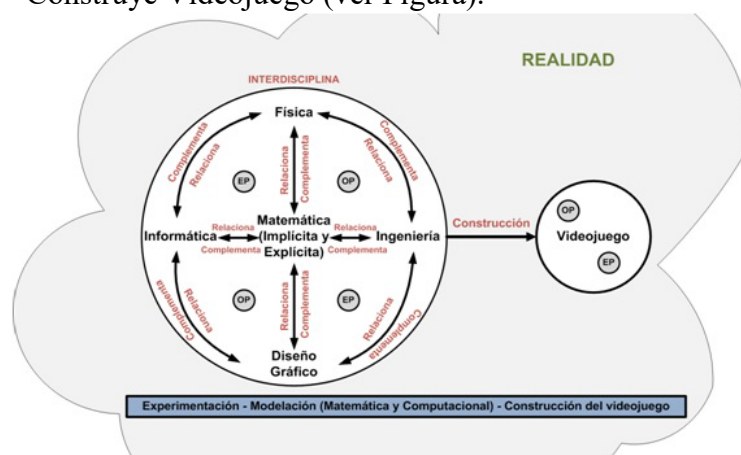 Construye Videojuego (ver Figura).
REALIDAD
INTERDISCIPLINA
Física
Complementa
Relaciona
Complementa
Relaciona
EP
Relaciona
Complementa
OP
Informática
Relaciona
Complementa
Matemática
(Implícita y
Explícita)
Relaciona
Complementa
Ingeniería
Construcción
OP
Videojuego
EP
OP
Relaciona
Complementa
EP
Relaciona
Complementa
Relaciona
Complementa
Diseño
Gráfico
Experimentación - Modelación (Matemática y Computacional) - Construcción del videojuego